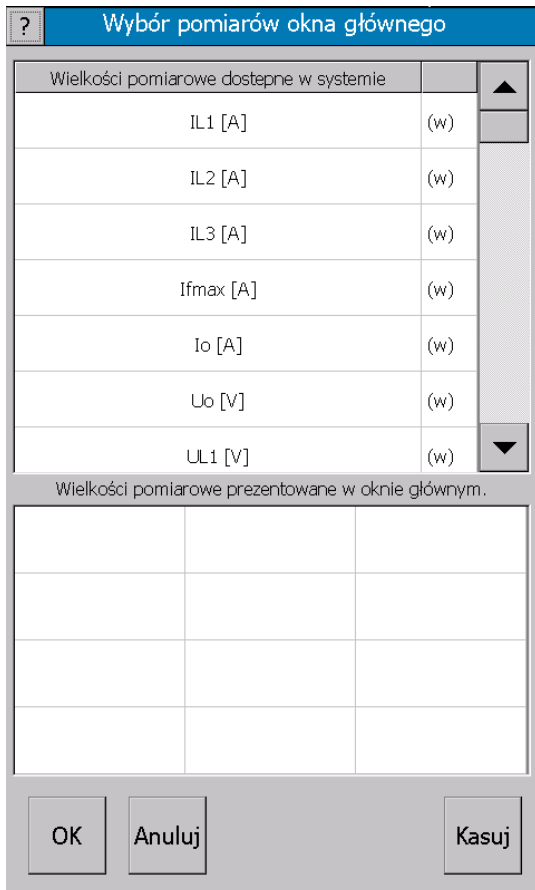 ? Wybór pomiarów okna głównego
Wielkości pomiarowe dostepne w systemie
IL1 [A] (w)
IL2 [A] (w)
IL3 [A] (w)
Ifmax [A] (w)
Io [A] (w)
Uo [V] (w)
UL1 [V] (w)
Wielkości pomiarowe prezentowane w oknie głównym.
OK Anuluj Kasuj